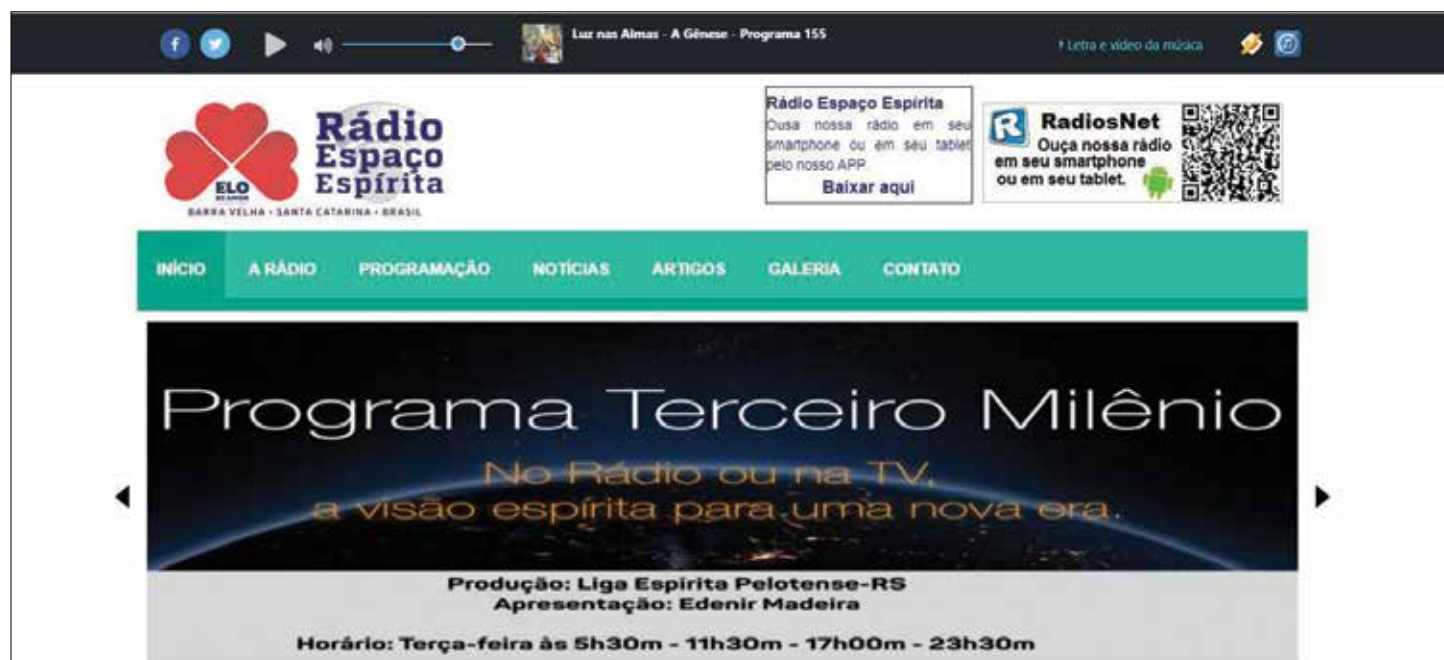 Luz nas Almas - A Gênese - Programa 155
Letra e vídeo da música
Rádio
Espaço
Espírita
ELO
BARRA VELHA • SANTA CATARINA • BRASIL
Rádio Espaço Espírita
Ousa nossa rádio em seu
smartphone ou em seu tablet
pelo nosso APP.
Baixar aqui
R
RadiosNet
Ouça nossa rádio
em seu smartphone
ou em seu tablet.
INÍCIO A RÁDIO PROGRAMAÇÃO NOTÍCIAS ARTIGOS GALERIA CONTATO
Programa Terceiro Milênio
No Rádio ou na TV,
a visão espírita para uma nova era.
Produção: Liga Espírita Pelotense-RS
Apresentação: Edenir Madeira
Horário: Terça-feira às 5h30m - 11h30m - 17h00m - 23h30m